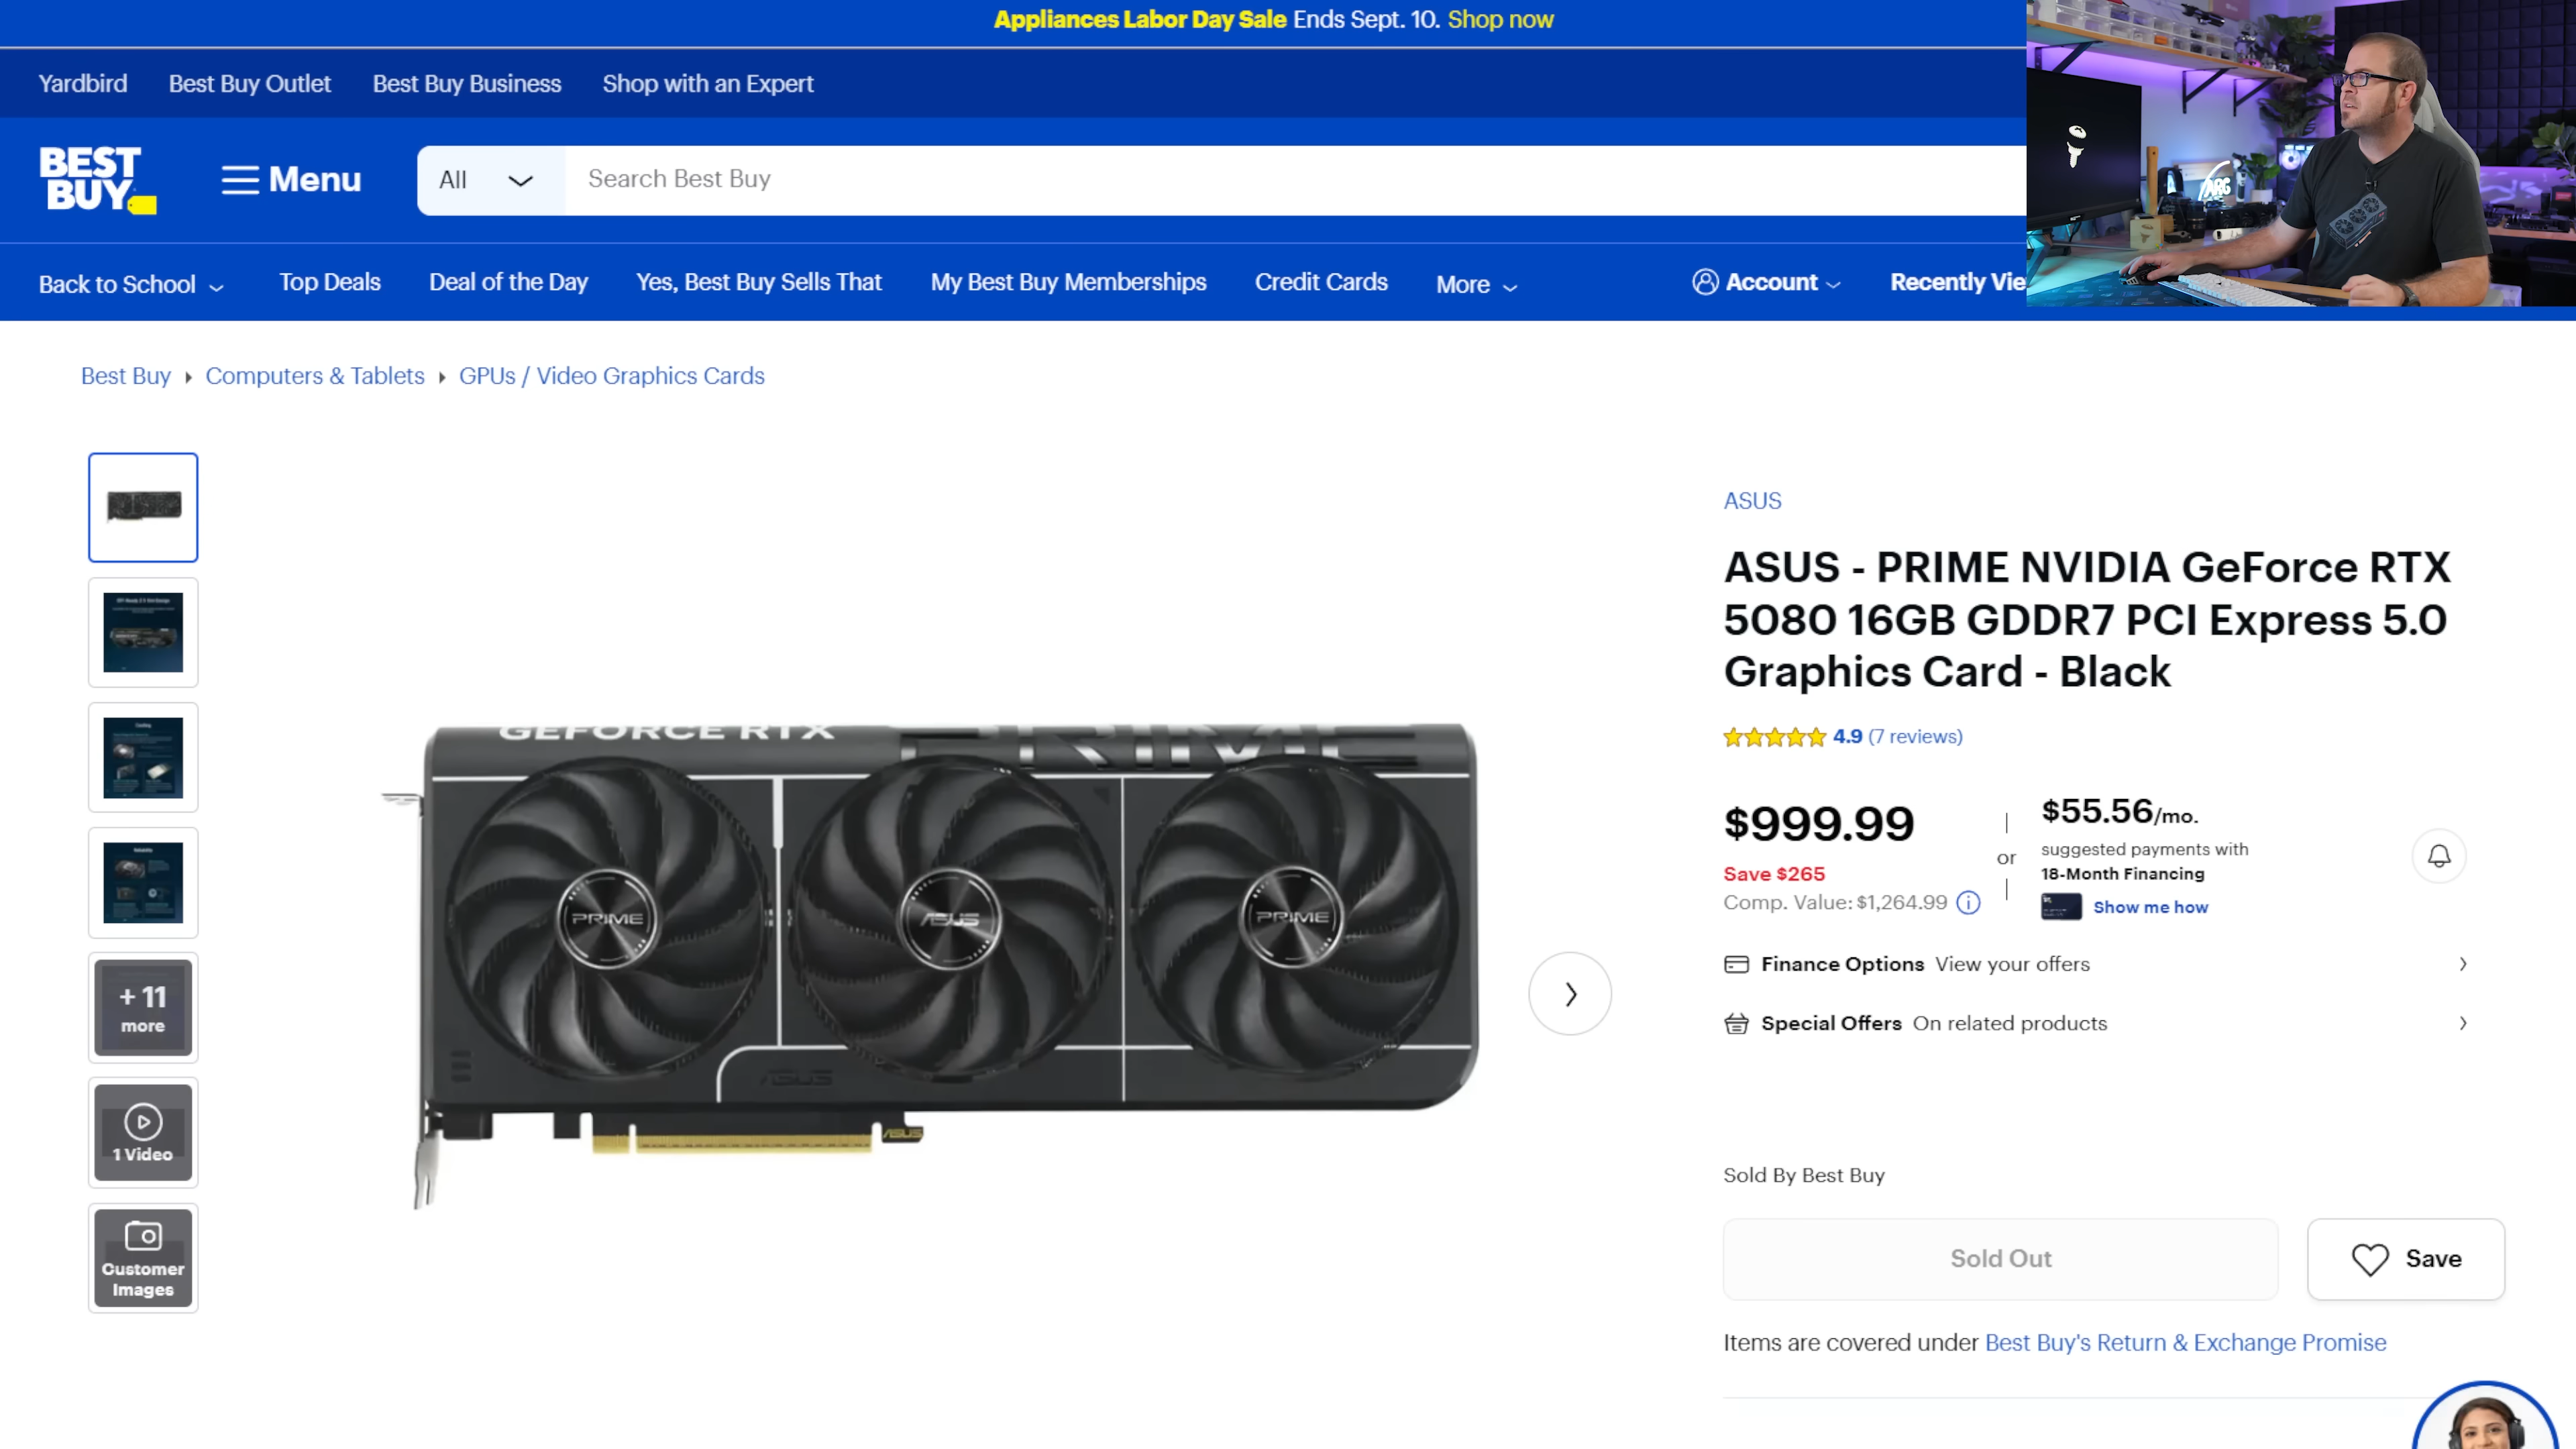 Appliances Labor Day Sale Ends Sept. 10. Shop now
Yardbird Best Buy Outlet Best Buy Business Shop with an Expert
BEST
BUY
Menu
All
Search Best Buy
Back to School Top Deals Deal of the Day Yes, Best Buy Sells That My Best Buy Memberships Credit Cards More Account Recently Vie
Best Buy Computers & Tablets GPUs / Video Graphics Cards
+ 11
more
1 Video
Customer
Images
GEFORCE RTX PRIME
PRIME
ASUS
PRIME
ASUS
ASUS
ASUS
ASUS - PRIME NVIDIA GeForce RTX
5080 16GB GDDR7 PCI Express 5.0
Graphics Card - Black
4.9 (7 reviews)
$999.99
Save $265
Comp. Value: $1,264.99
or
$55.56/mo.
suggested payments with
18-Month Financing
Show me how
Finance Options View your offers
Special Offers On related products
Sold By Best Buy
Sold Out
Save
Items are covered under Best Buy's Return & Exchange Promise